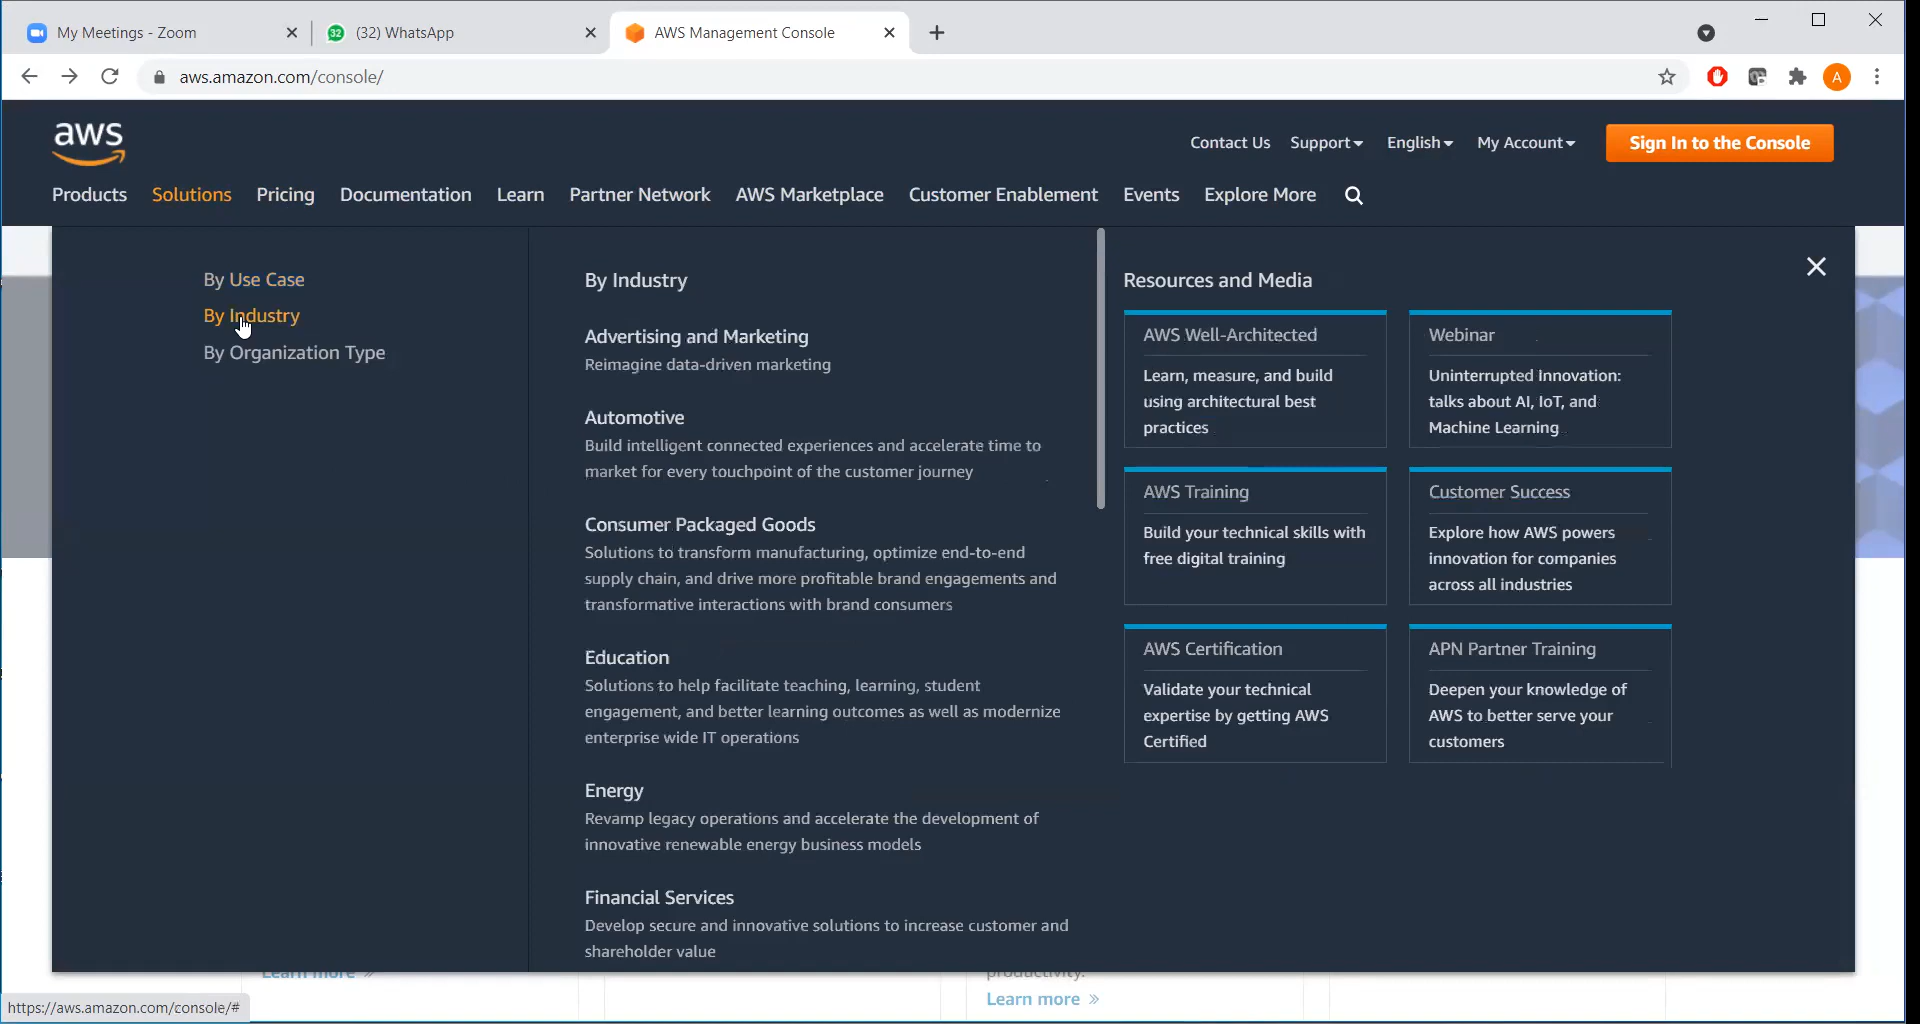 My Meetings - Zoom
32
(32) WhatsApp
AWS Management Console
aws.amazon.com/console/
A
aws
Contact Us
Support
English
My Account
Sign In to the Console
Products
Solutions
Pricing
Documentation
Learn
Partner Network
AWS Marketplace
Customer Enablement
Events
Explore More
By Use Case
By Industry
By Organization Type
By Industry
Advertising and Marketing
Reimagine data-driven marketing
Automotive
Build intelligent connected experiences and accelerate time to
market for every touchpoint of the customer journey
Consumer Packaged Goods
Solutions to transform manufacturing, optimize end-to-end
supply chain, and drive more profitable brand engagements and
transformative interactions with brand consumers
Education
Solutions to help facilitate teaching, learning, student
engagement, and better learning outcomes as well as modernize
enterprise wide IT operations
Energy
Revamp legacy operations and accelerate the development of
innovative renewable energy business models
Financial Services
Develop secure and innovative solutions to increase customer and
shareholder value
Resources and Media
AWS Well-Architected
Learn, measure, and build
using architectural best
practices
Webinar
Uninterrupted Innovation:
talks about AI, IoT, and
Machine Learning
AWS Training
Build your technical skills with
free digital training
Customer Success
Explore how AWS powers
innovation for companies
across all industries
AWS Certification
Validate your technical
expertise by getting AWS
Certified
APN Partner Training
Deepen your knowledge of
AWS to better serve your
customers
Learn more »
productivity.
Learn more »
https://aws.amazon.com/console/#